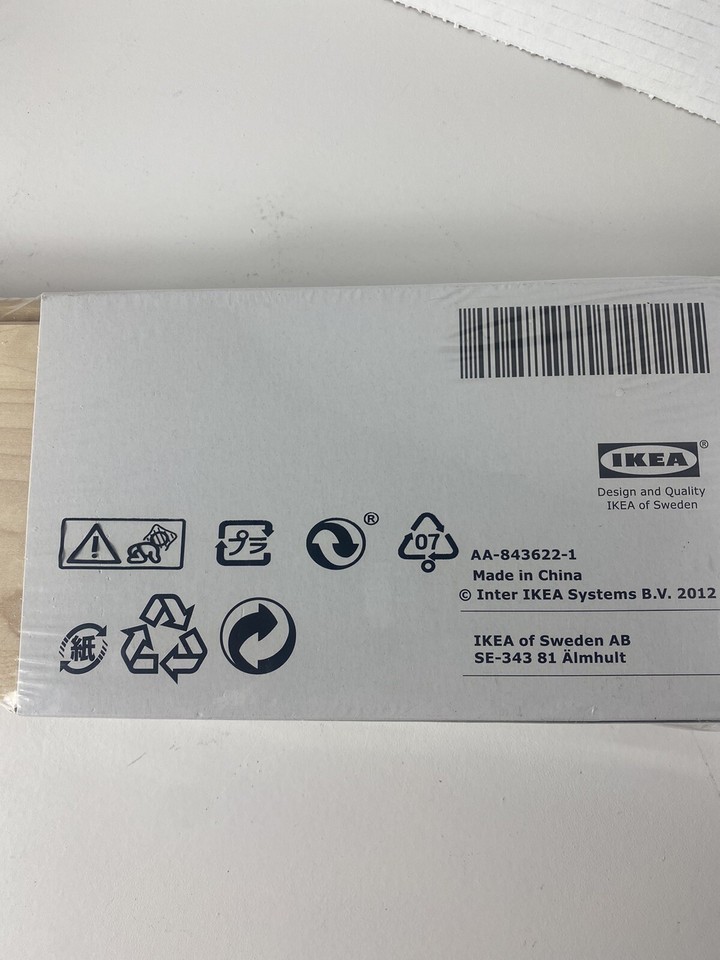 IKEA®
Design and Quality
IKEA of Sweden
プラ
®
07
AA-843622-1
Made in China
© Inter IKEA Systems B.V. 2012
紙
IKEA of Sweden AB
SE-343 81 Älmhult